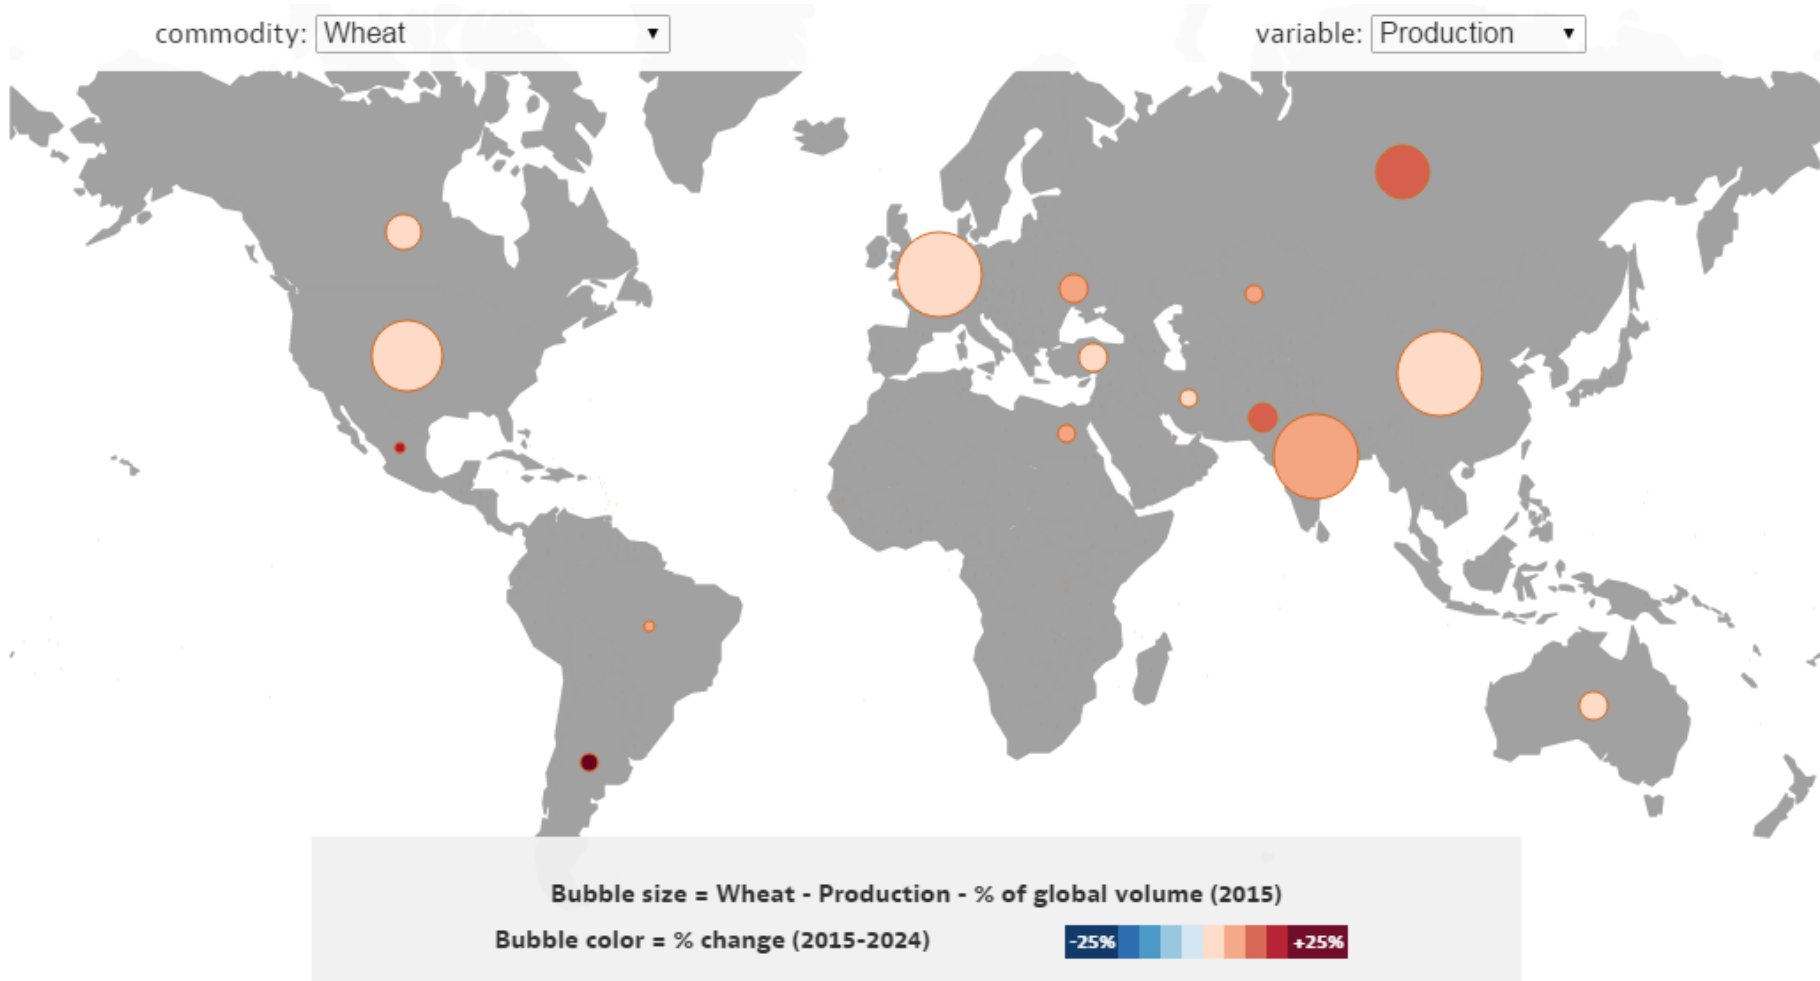 commodity: Wheat variable: Production
Bubble size = Wheat - Production - % of global volume (2015)
Bubble color = % change (2015-2024) -25% +25%